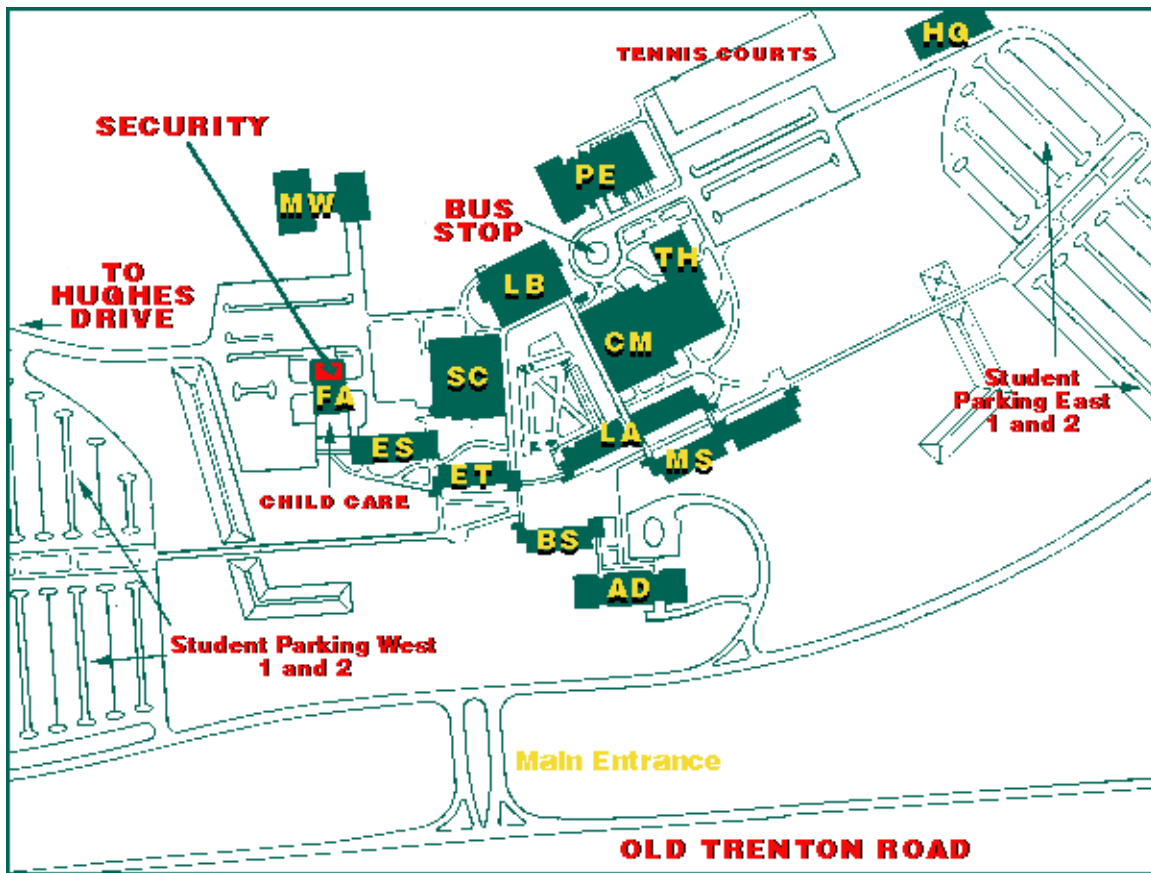 HG
TENNIS COURTS
SECURITY
PE
MW
BUS
STOP
TH
LB
TO
HUGHES
DRIVE
CM
SC
FA
Student
Parking East
1 and 2
LA
ES
MS
ET
CHILD CARE
BS
AD
Student Parking West
1 and 2
Main Entrance
OLD TRENTON ROAD